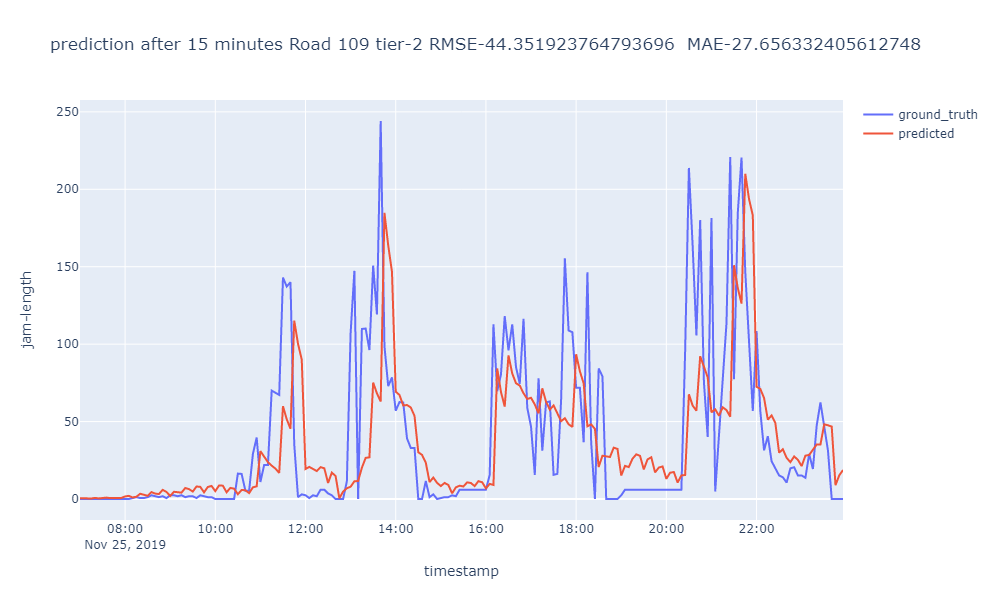 prediction after 15 minutes Road 109 tier-2 RMSE-44.351923764793696  MAE-27.656332405612748
ground_truth
predicted
250
200
150
100
50
0
jam-length
08:00 10:00 12:00 14:00 16:00 18:00 20:00 22:00
Nov 25, 2019
timestamp